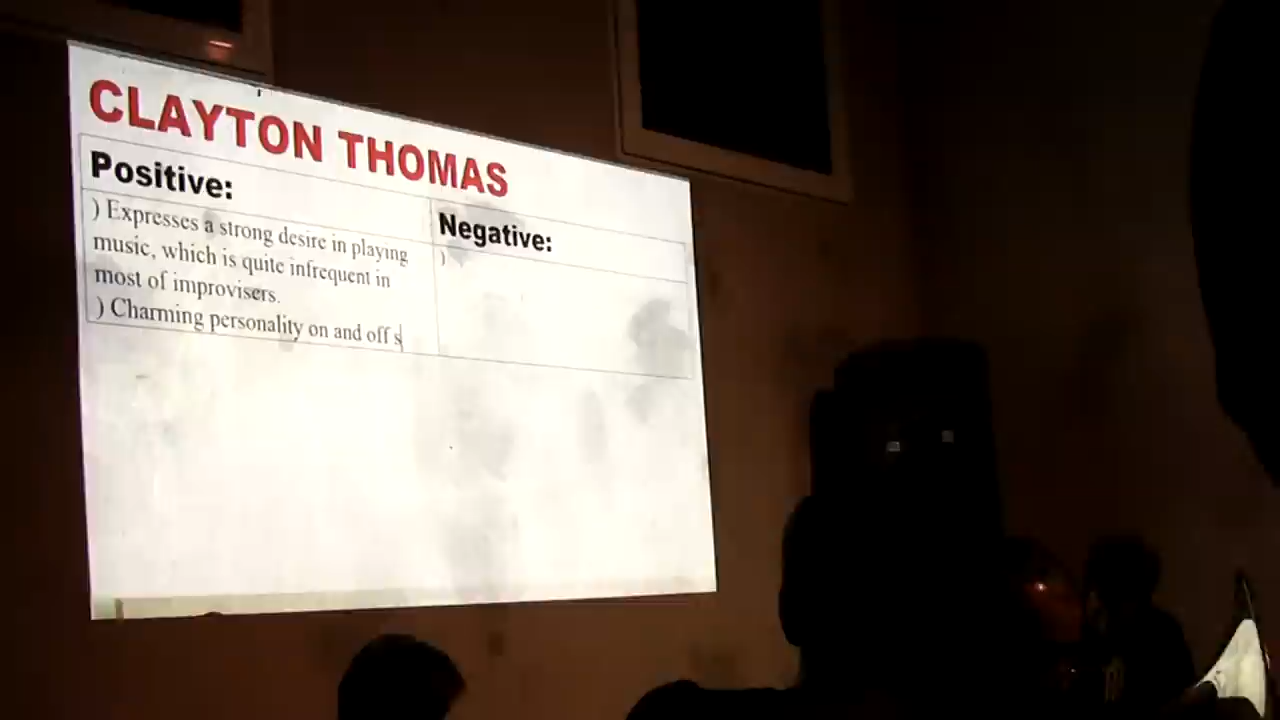 CLAYTON THOMAS
Positive:
) Expresses a strong desire in playing
music, which is quite infrequent in
most of improvisers.
) Charming personality on and off s
Negative:
)